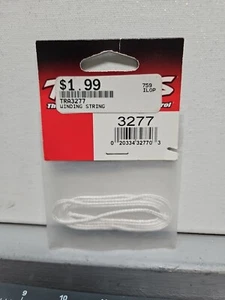 $1.99
759
ILOP
TRA3277
WINDING STRING
3277
0 20334 32770 3